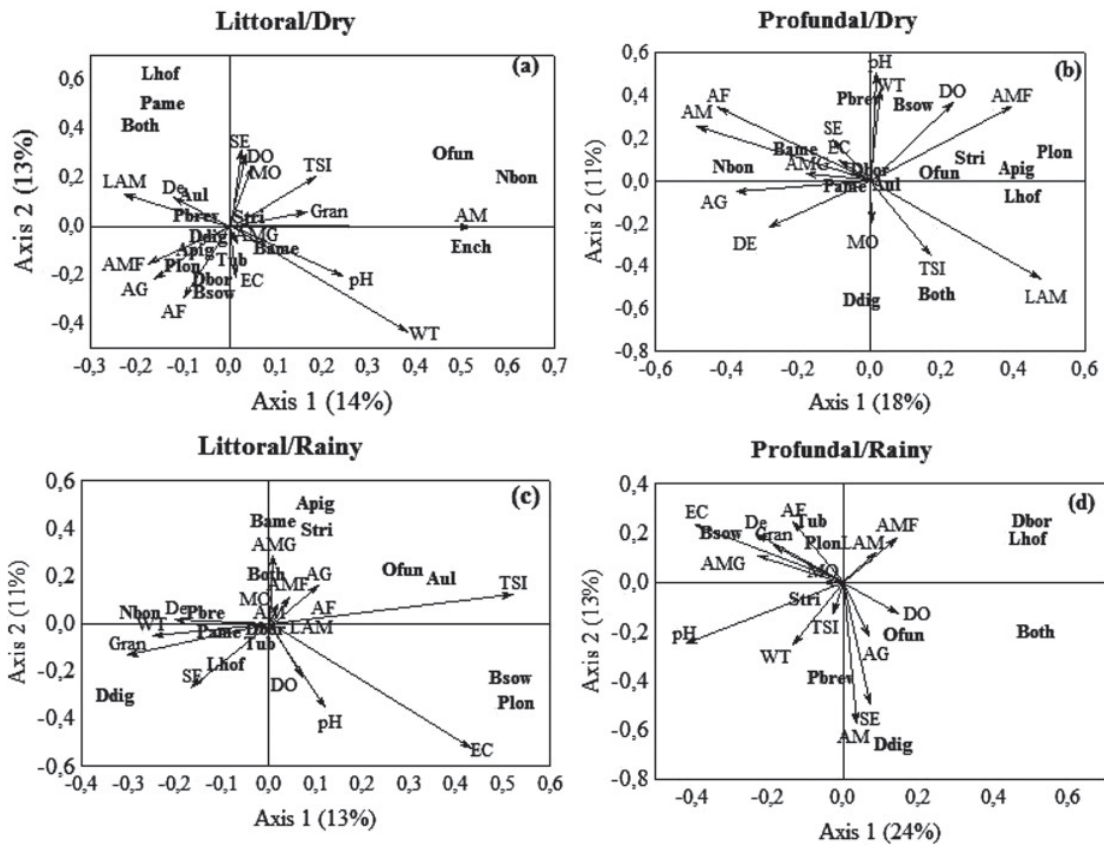 Littoral/Dry
(a)
Axis 2 (13%)
0,6
0,4
0,2
0,0
-0,2
-0,4
Lhof
Pame
Both
SE
DO
MO
TSI
Ofun
Nbon
LAM
De
Aul
Pbrev
Stri
Gran
AM
Ddig
AMG
Bame
Ench
Apig
Tub
AMF
Plon
EC
pH
AG
Dbor
Bsow
AF
WT
-0,3 -0,2 -0,1 0,0 0,1 0,2 0,3 0,4 0,5 0,6 0,7
Axis 1 (14%)
Profundal/Dry
(b)
Axis 2 (11%)
0,6
0,4
0,2
0,0
-0,2
-0,4
-0,6
-0,8
pH
WT
AF
Pbrev
Bsow
DO
AMF
AM
SE
EC
Bame
Stri
Plon
Nbon
AMG
Dbor
Ofun
Apig
Pame
Aul
Lhof
AG
DE
MO
TSI
Ddig
Both
LAM
-0,6 -0,4 -0,2 0,0 0,2 0,4 0,6
Axis 1 (18%)
Littoral/Rainy
(c)
Axis 2 (11%)
0,6
0,4
0,2
0,0
-0,2
-0,4
-0,6
Apig
Bame
Stri
AMG
Both
AG
Ofun
Aul
AMF
TSI
MO
Nbon
De
Pbre
AM
AF
WT
Pame
Dbor
LAM
Gran
Tub
Lhof
SE
DO
Bsow
Ddig
Plon
pH
EC
-0,4 -0,3 -0,2 -0,1 0,0 0,1 0,2 0,3 0,4 0,5 0,6
Axis 1 (13%)
Profundal/Rainy
(d)
Axis 2 (13%)
0,4
0,2
0,0
-0,2
-0,4
-0,6
-0,8
EC
De
AF
Tub
AMF
Dbor
Bsow
Gran
Plon
LAM
Lhof
AMG
MO
Stri
TSI
DO
pH
Ofun
Both
WT
AG
Pbrev
SE
AM
Ddig
-0,4 -0,2 0,0 0,2 0,4 0,6
Axis 1 (24%)